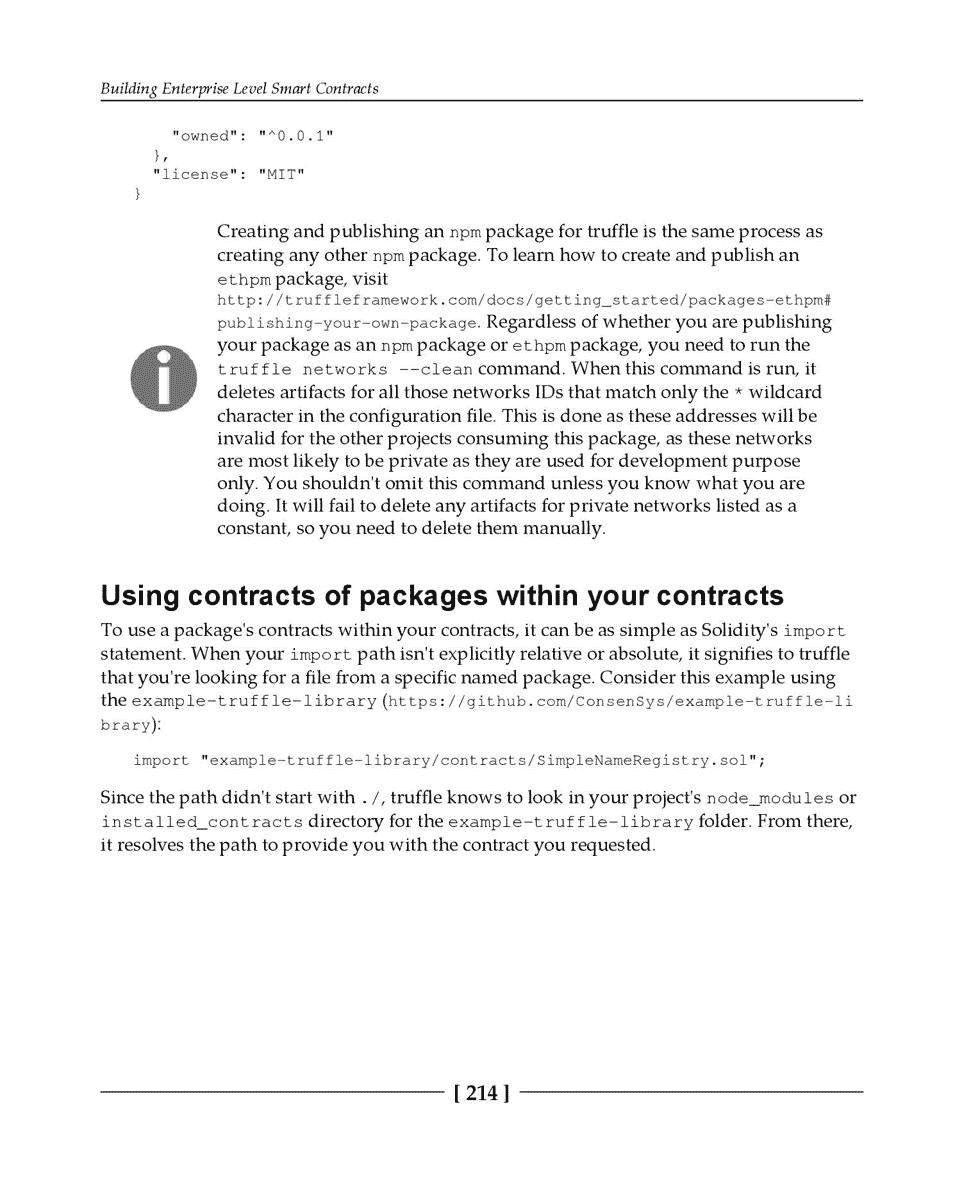 Building Enterprise Level Smart Contracts
"owned": "^0.0.1"
},
"license": "MIT"
}
Creating and publishing an npm package for truffle is the same process as
creating any other npm package. To learn how to create and publish an
ethpm package, visit
http://truffleframework.com/docs/getting_started/packages-ethpm#
publishing-your-own-package. Regardless of whether you are publishing
your package as an npm package or ethpm package, you need to run the
truffle networks --clean command. When this command is run, it
deletes artifacts for all those networks IDs that match only the * wildcard
character in the configuration file. This is done as these addresses will be
invalid for the other projects consuming this package, as these networks
are most likely to be private as they are used for development purpose
only. You shouldn't omit this command unless you know what you are
doing. It will fail to delete any artifacts for private networks listed as a
constant, so you need to delete them manually.
Using contracts of packages within your contracts
To use a package's contracts within your contracts, it can be as simple as Solidity's import
statement. When your import path isn't explicitly relative or absolute, it signifies to truffle
that you're looking for a file from a specific named package. Consider this example using
the example-truffle-library (https://github.com/ConsenSys/example-truffle-li
brary):
import "example-truffle-library/contracts/SimpleNameRegistry.sol";
Since the path didn't start with ./, truffle knows to look in your project's node_modules or
installed_contracts directory for the example-truffle-library folder. From there,
it resolves the path to provide you with the contract you requested.
[ 214 ]